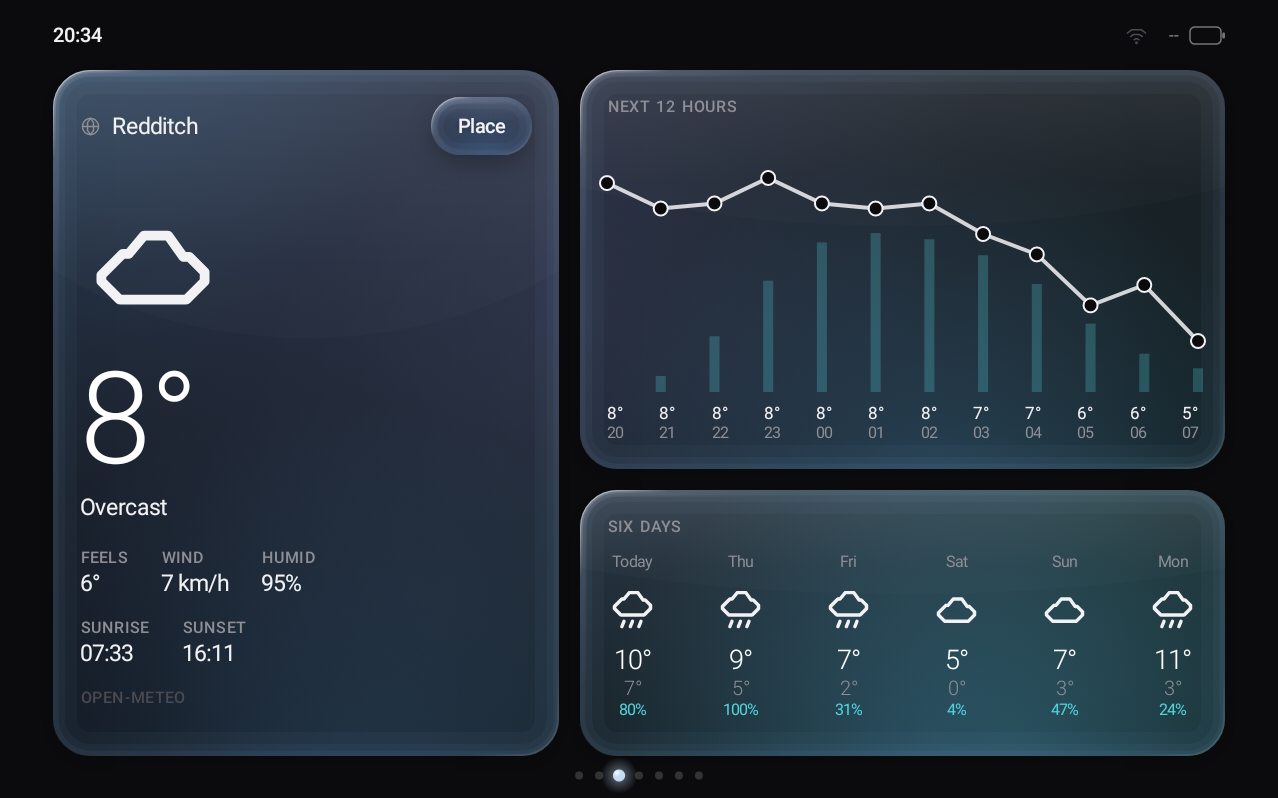 20:34
--
Redditch
Place
8°
Overcast
FEELS WIND HUMID
6° 7 km/h 95%
SUNRISE SUNSET
07:33 16:11
OPEN-METEO
NEXT 12 HOURS
8° 8° 8° 8° 8° 8° 8° 7° 7° 6° 6° 5°
20 21 22 23 00 01 02 03 04 05 06 07
SIX DAYS
Today Thu Fri Sat Sun Mon
10° 9° 7° 5° 7° 11°
7° 5° 2° 0° 3° 3°
80% 100% 31% 4% 47% 24%